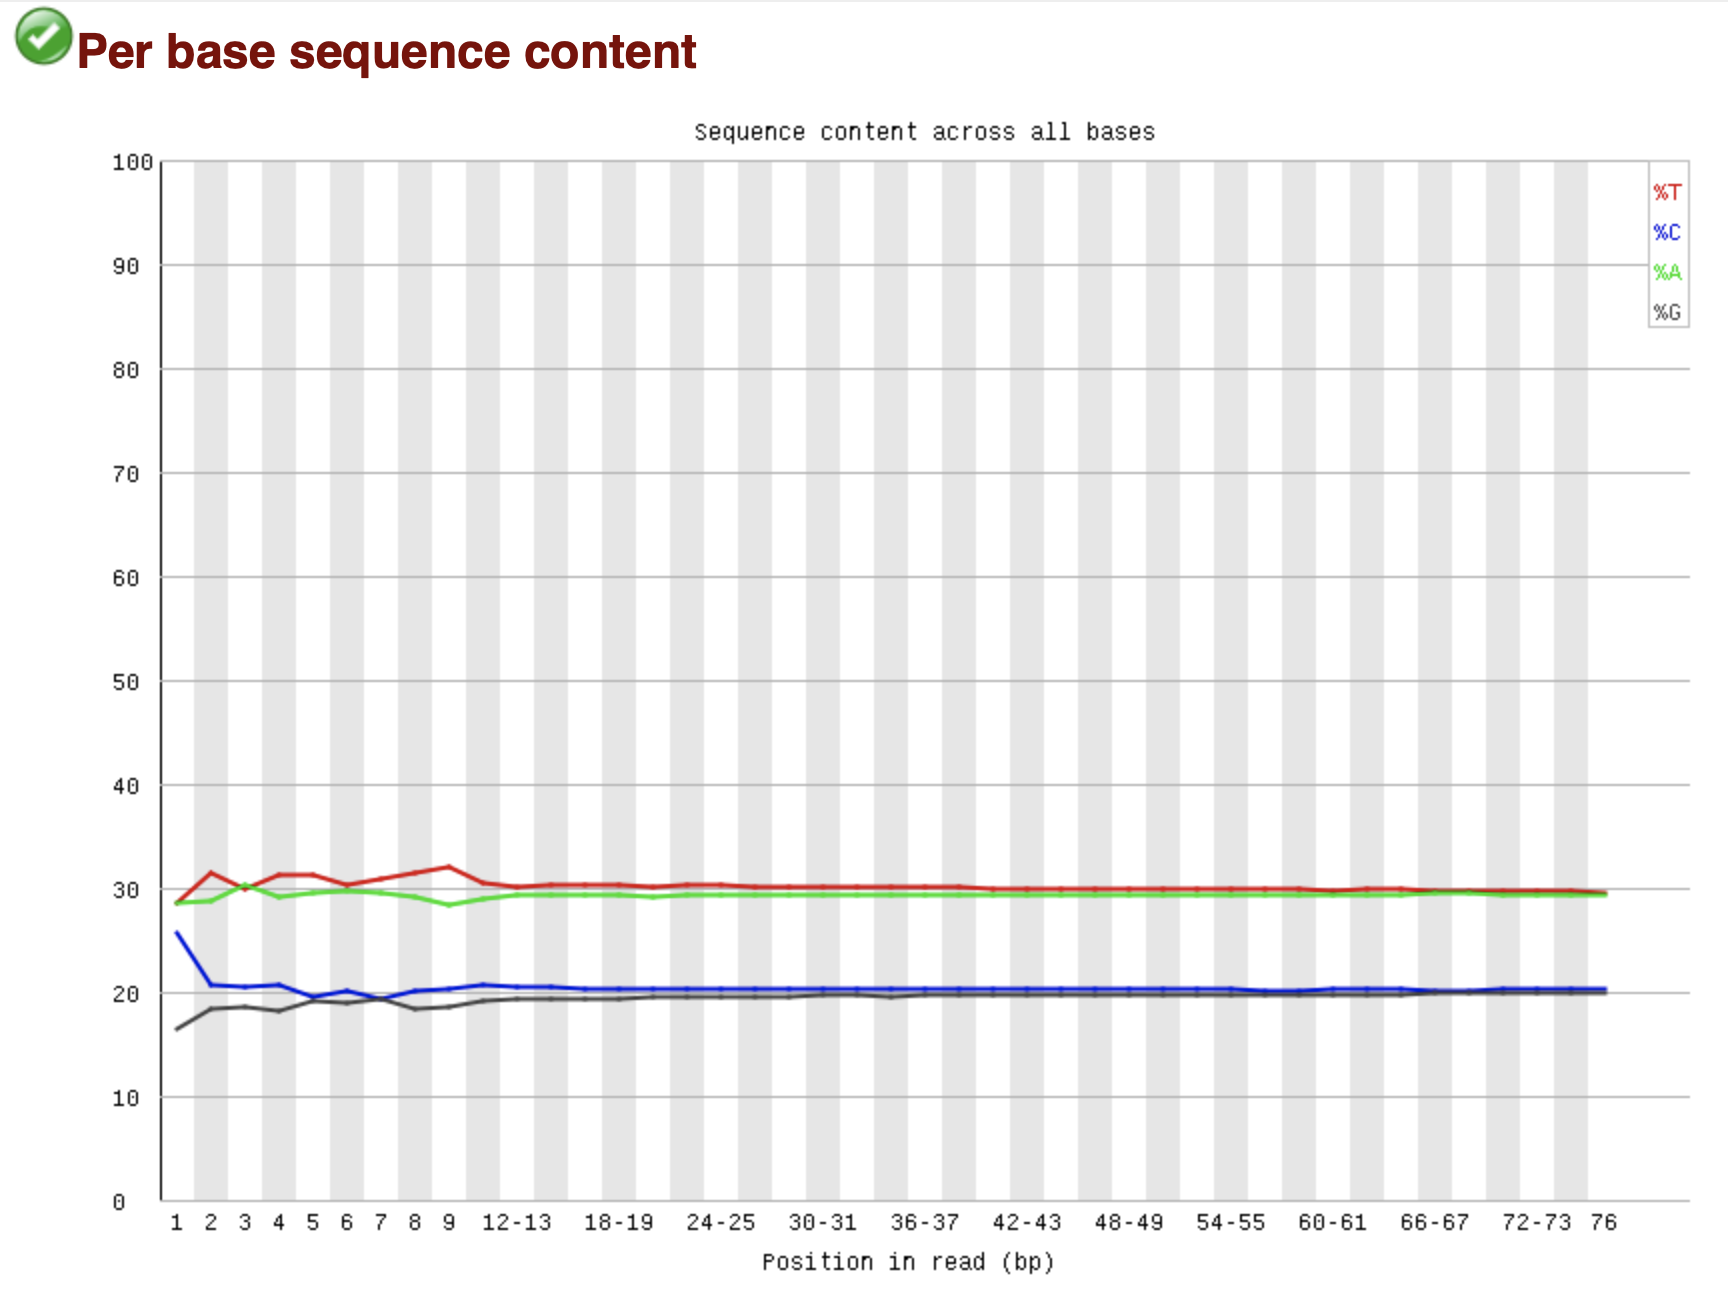 Per base sequence content
Sequence content across all bases
%T
%C
%A
%G
100
90
80
70
60
50
40
30
20
10
0
1 2 3 4 5 6 7 8 9 12-13 18-19 24-25 30-31 36-37 42-43 48-49 54-55 60-61 66-67 72-73 76
Position in read (bp)